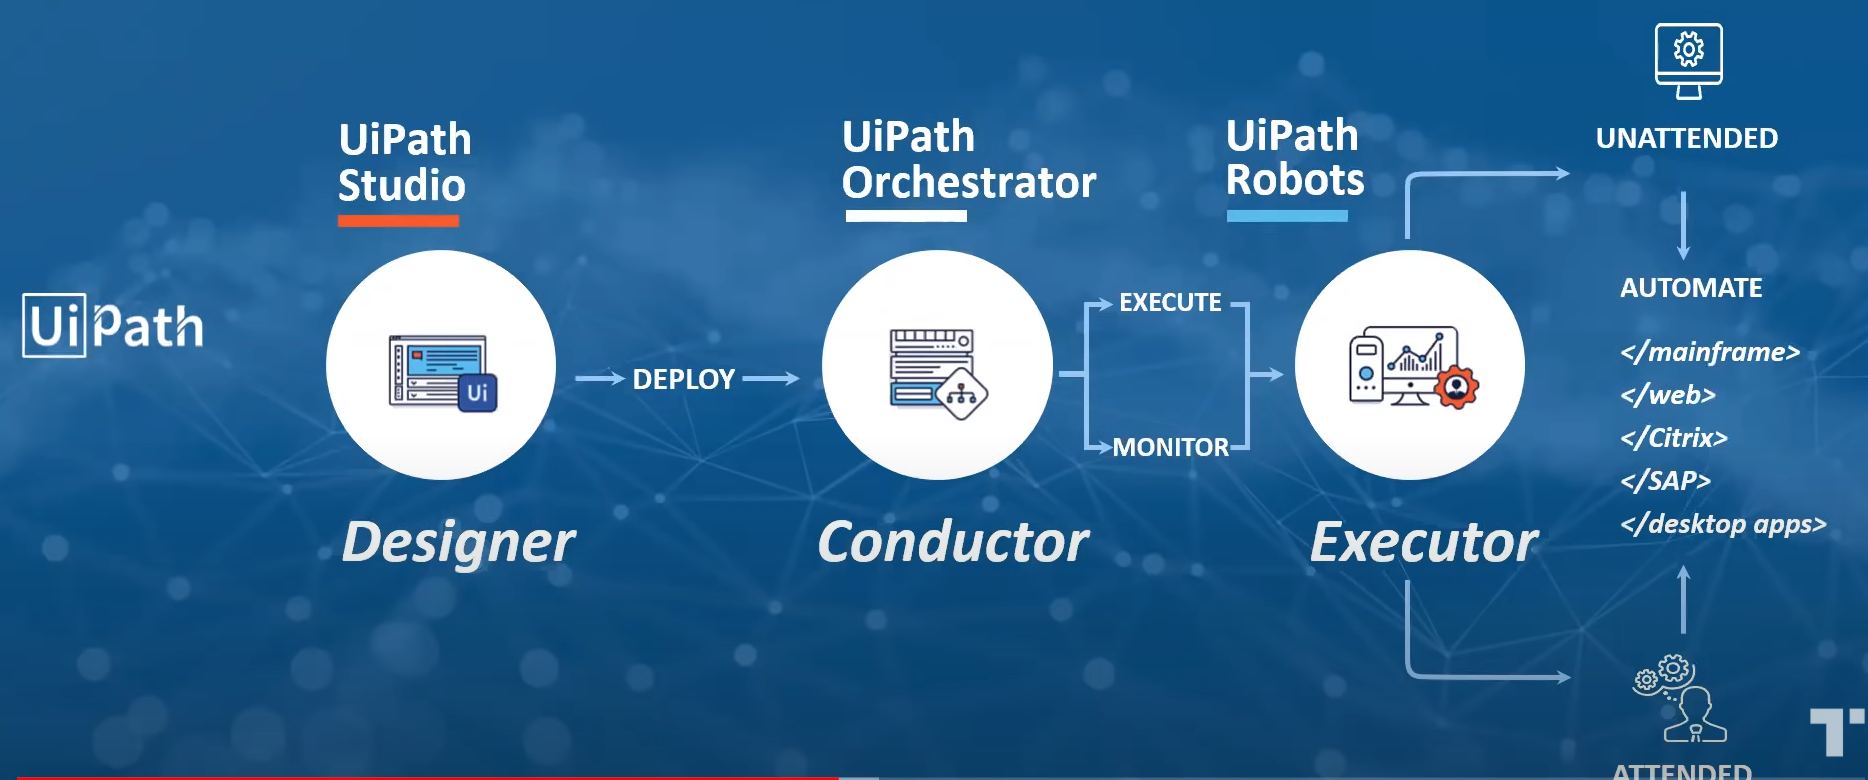 UiPath
UiPath
Studio
Ui
Designer
DEPLOY
UiPath
Orchestrator
Conductor
EXECUTE
MONITOR
UiPath
Robots
Executor
UNATTENDED
AUTOMATE
</mainframe>
</web>
</Citrix>
</SAP>
</desktop apps>
ATTENDED